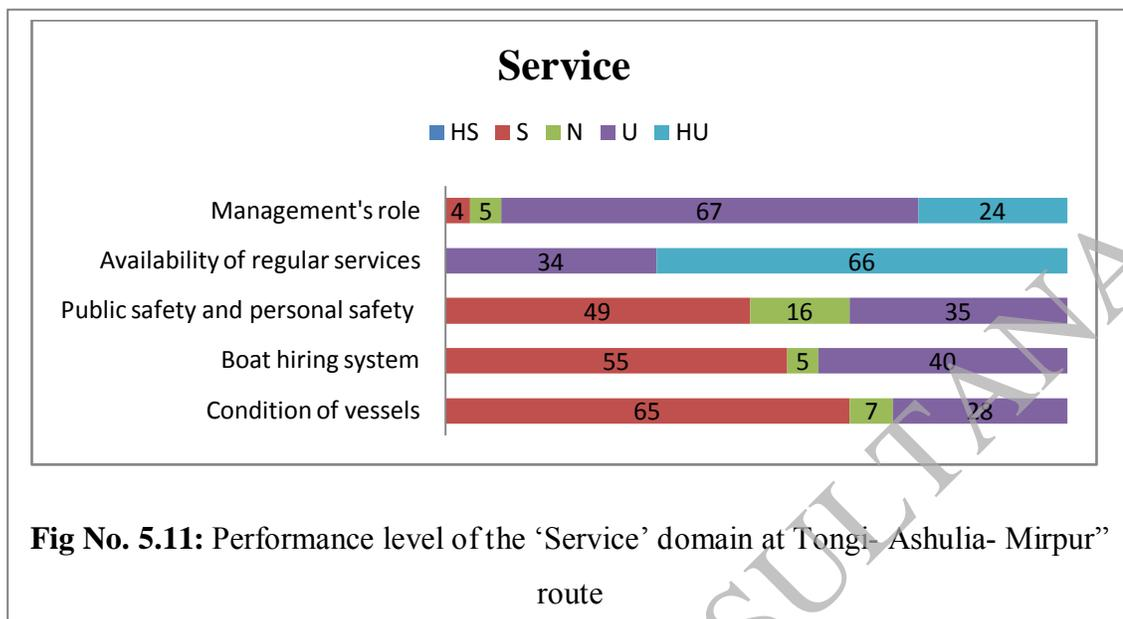 Service
HS S N U HU
Management's role 4 5 67 24
Availability of regular services 34 66
Public safety and personal safety 49 16 35
Boat hiring system 55 5 40
Condition of vessels 65 7 28
Fig No. 5.11: Performance level of the ‘Service’ domain at Tongi- Ashulia- Mirpur”
route
SULTANA